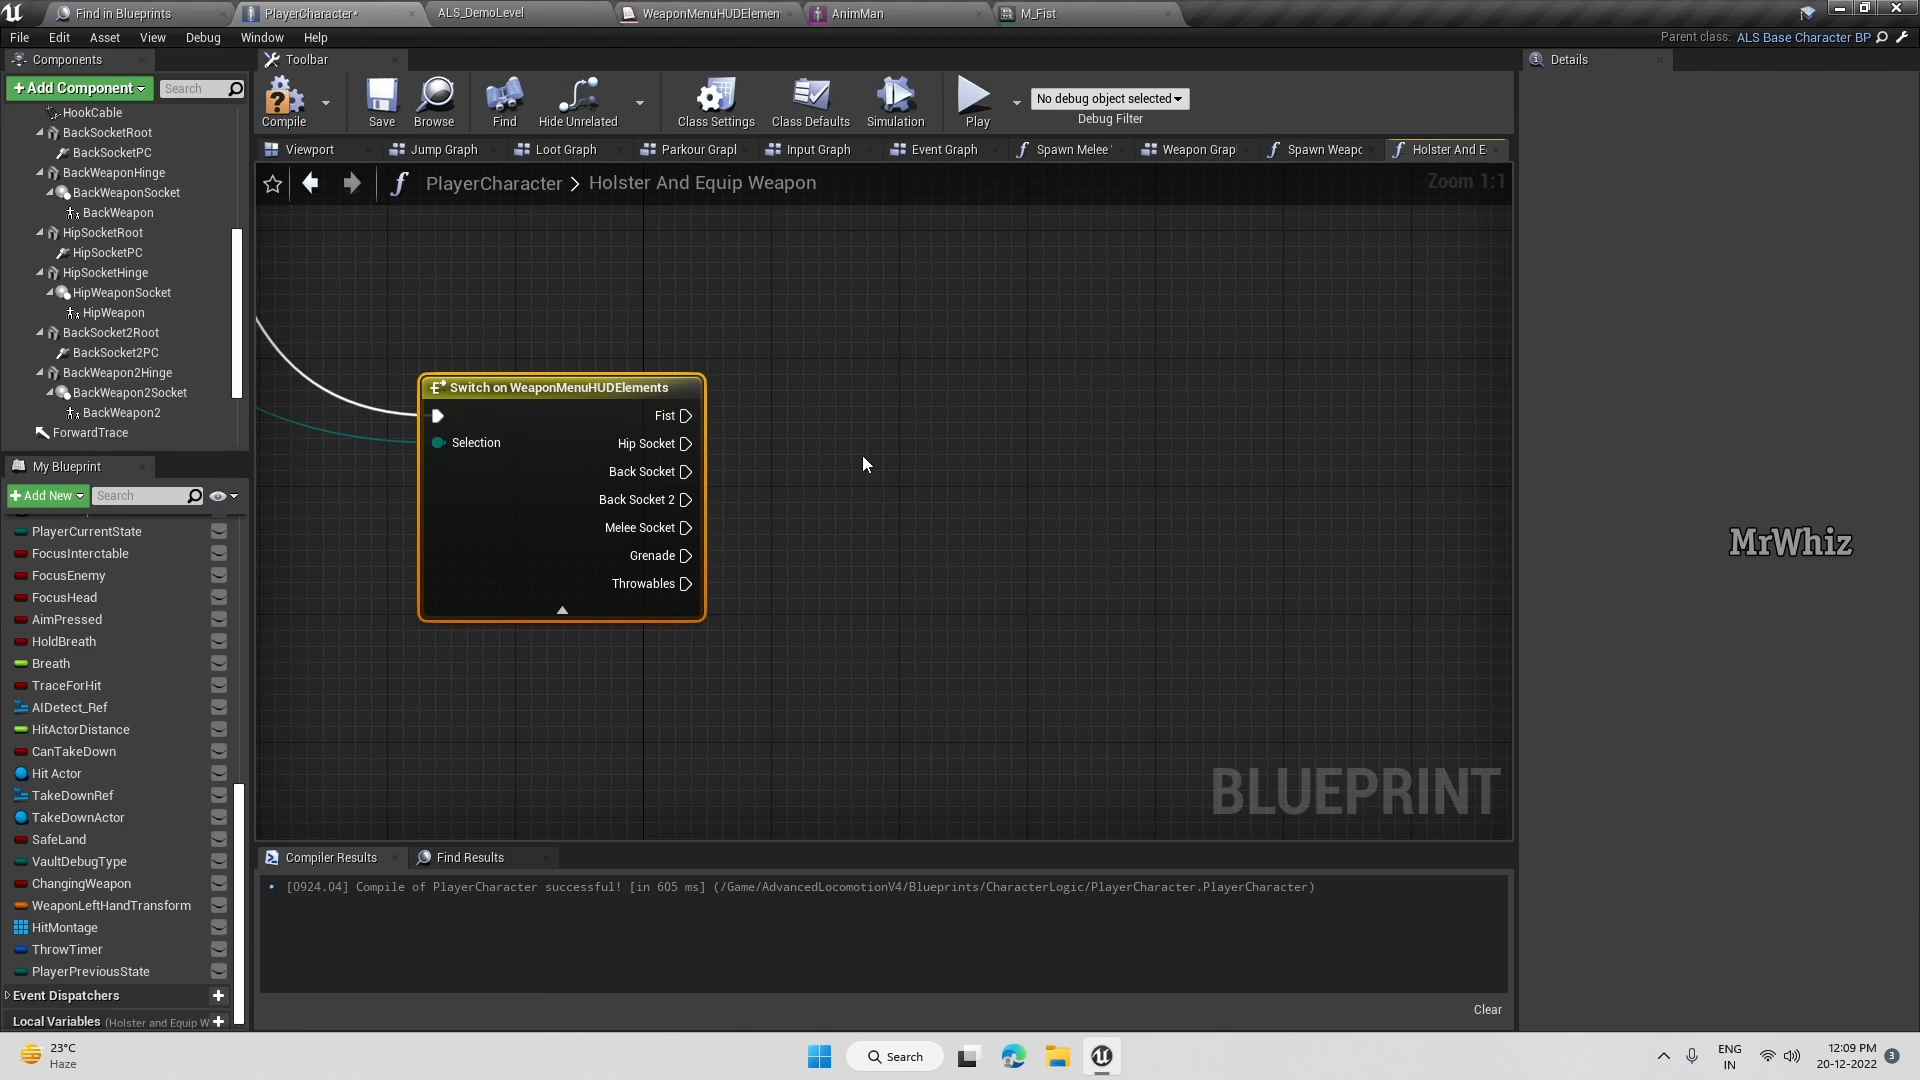 Find in Blueprints
PlayerCharacter*
ALS_DemoLevel
WeaponMenuHUDElemen
AnimMan
M_Fist
File Edit Asset View Debug Window Help
Parent class: ALS Base Character BP
Components
+Add Component
Search
HookCable
BackSocketRoot
BackSocketPC
BackWeaponHinge
BackWeaponSocket
BackWeapon
HipSocketRoot
HipSocketPC
HipSocketHinge
HipWeaponSocket
HipWeapon
BackSocket2Root
BackSocket2PC
BackWeapon2Hinge
BackWeapon2Socket
BackWeapon2
ForwardTrace
My Blueprint
+Add New
Search
PlayerCurrentState
FocusInterctable
FocusEnemy
FocusHead
AimPressed
HoldBreath
Breath
TraceForHit
AIDetect_Ref
HitActorDistance
CanTakeDown
Hit Actor
TakeDownRef
TakeDownActor
SafeLand
VaultDebugType
ChangingWeapon
WeaponLeftHandTransform
HitMontage
ThrowTimer
PlayerPreviousState
Event Dispatchers
Local Variables (Holster and Equip W
Toolbar
Compile
Save
Browse
Find
Hide Unrelated
Class Settings
Class Defaults
Simulation
Play
No debug object selected
Debug Filter
Viewport
Jump Graph
Loot Graph
Parkour Grapl
Input Graph
Event Graph
Spawn Melee
Weapon Grap
Spawn Weapo
Holster And E
PlayerCharacter > Holster And Equip Weapon
Zoom 1:1
Switch on WeaponMenuHUDElements
Fist
Selection
Hip Socket
Back Socket
Back Socket 2
Melee Socket
Grenade
Throwables
BLUEPRINT
Compiler Results
Find Results
[0924.04] Compile of PlayerCharacter successful! [in 605 ms] (/Game/AdvancedLocomotionV4/Blueprints/CharacterLogic/PlayerCharacter.PlayerCharacter)
Clear
Details
MrWhiz
23°C
Haze
Search
ENG
IN
12:09 PM
20-12-2022
3